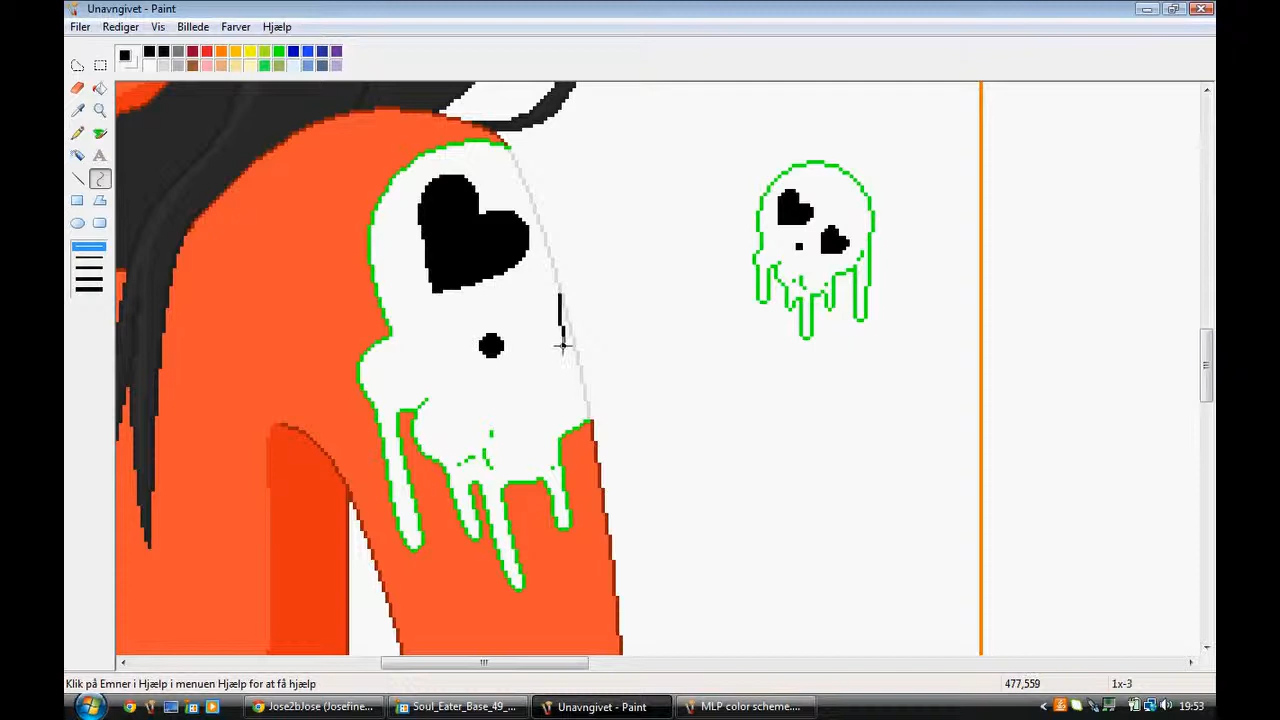 Unavngivet - Paint
Filer Rediger Vis Billede Farver Hjælp
A
Klik på Emner i Hjælp i menuen Hjælp for at få hjælp
477,559
1x-3
Jose2bJose (Josefine...
Soul_Eater_Base_49_...
Unavngivet - Paint
MLP color scheme....
19:53